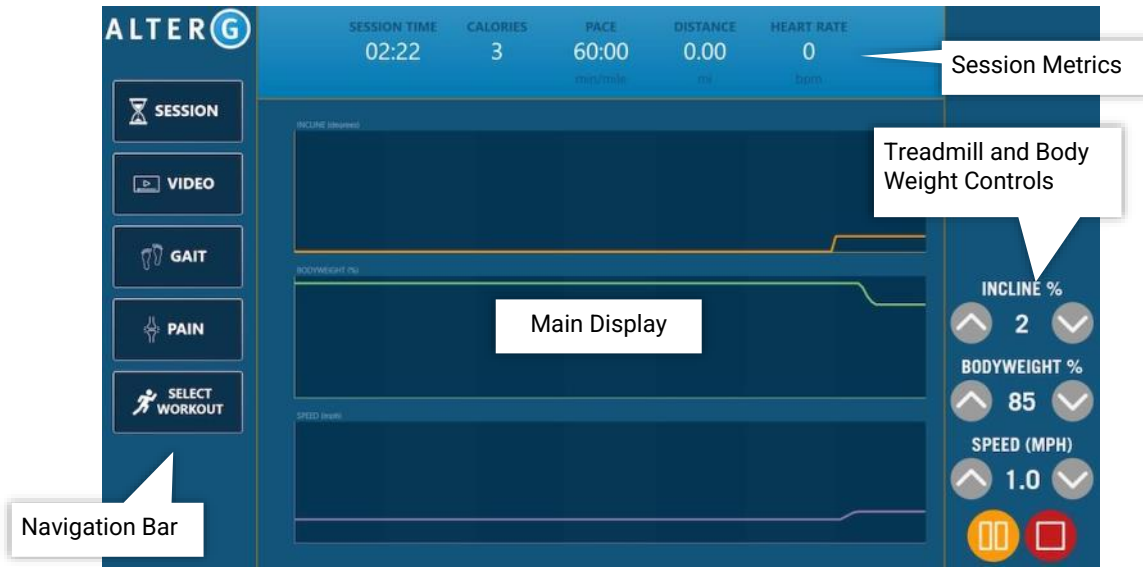 ALTERG
SESSION TIME CALORIES PACE DISTANCE HEART RATE
02:22 3 60:00 0.00 0
min/mile mi bpm
Session Metrics
SESSION
VIDEO
GAIT
PAIN
SELECT
WORKOUT
Navigation Bar
INCLINE (degrees)
BODYWEIGHT (%)
Main Display
SPEED (mph)
Treadmill and Body
Weight Controls
INCLINE %
2
BODYWEIGHT %
85
SPEED (MPH)
1.0